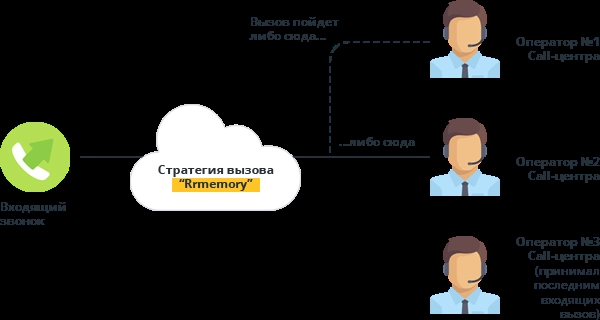 Вызов пойдет
либо сюда...
Оператор №1
Call-центра
...либо сюда
Стратегия вызова
“Rrmemory”
Оператор №2
Call-центра
Входящий
звонок
Оператор №3
Call-центра
(принимал
последним
входящих
вызов)